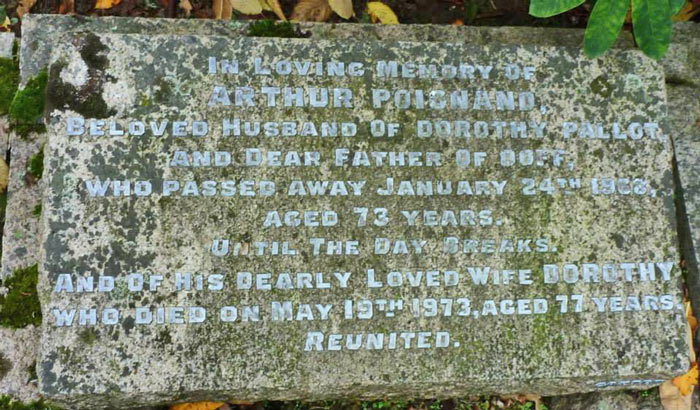 IN LOVING MEMORY OF
ARTHUR POIGNAND,
BELOVED HUSBAND OF DOROTHY PALLOT
AND DEAR FATHER OF DOFF,
WHO PASSED AWAY JANUARY 24TH
AGED 73 YEARS.
UNTIL THE DAY BREAKS.
AND OF HIS DEARLY LOVED WIFE DOROTHY
WHO DIED ON MAY 19TH 1973, AGED 77 YEARS.
REUNITED.